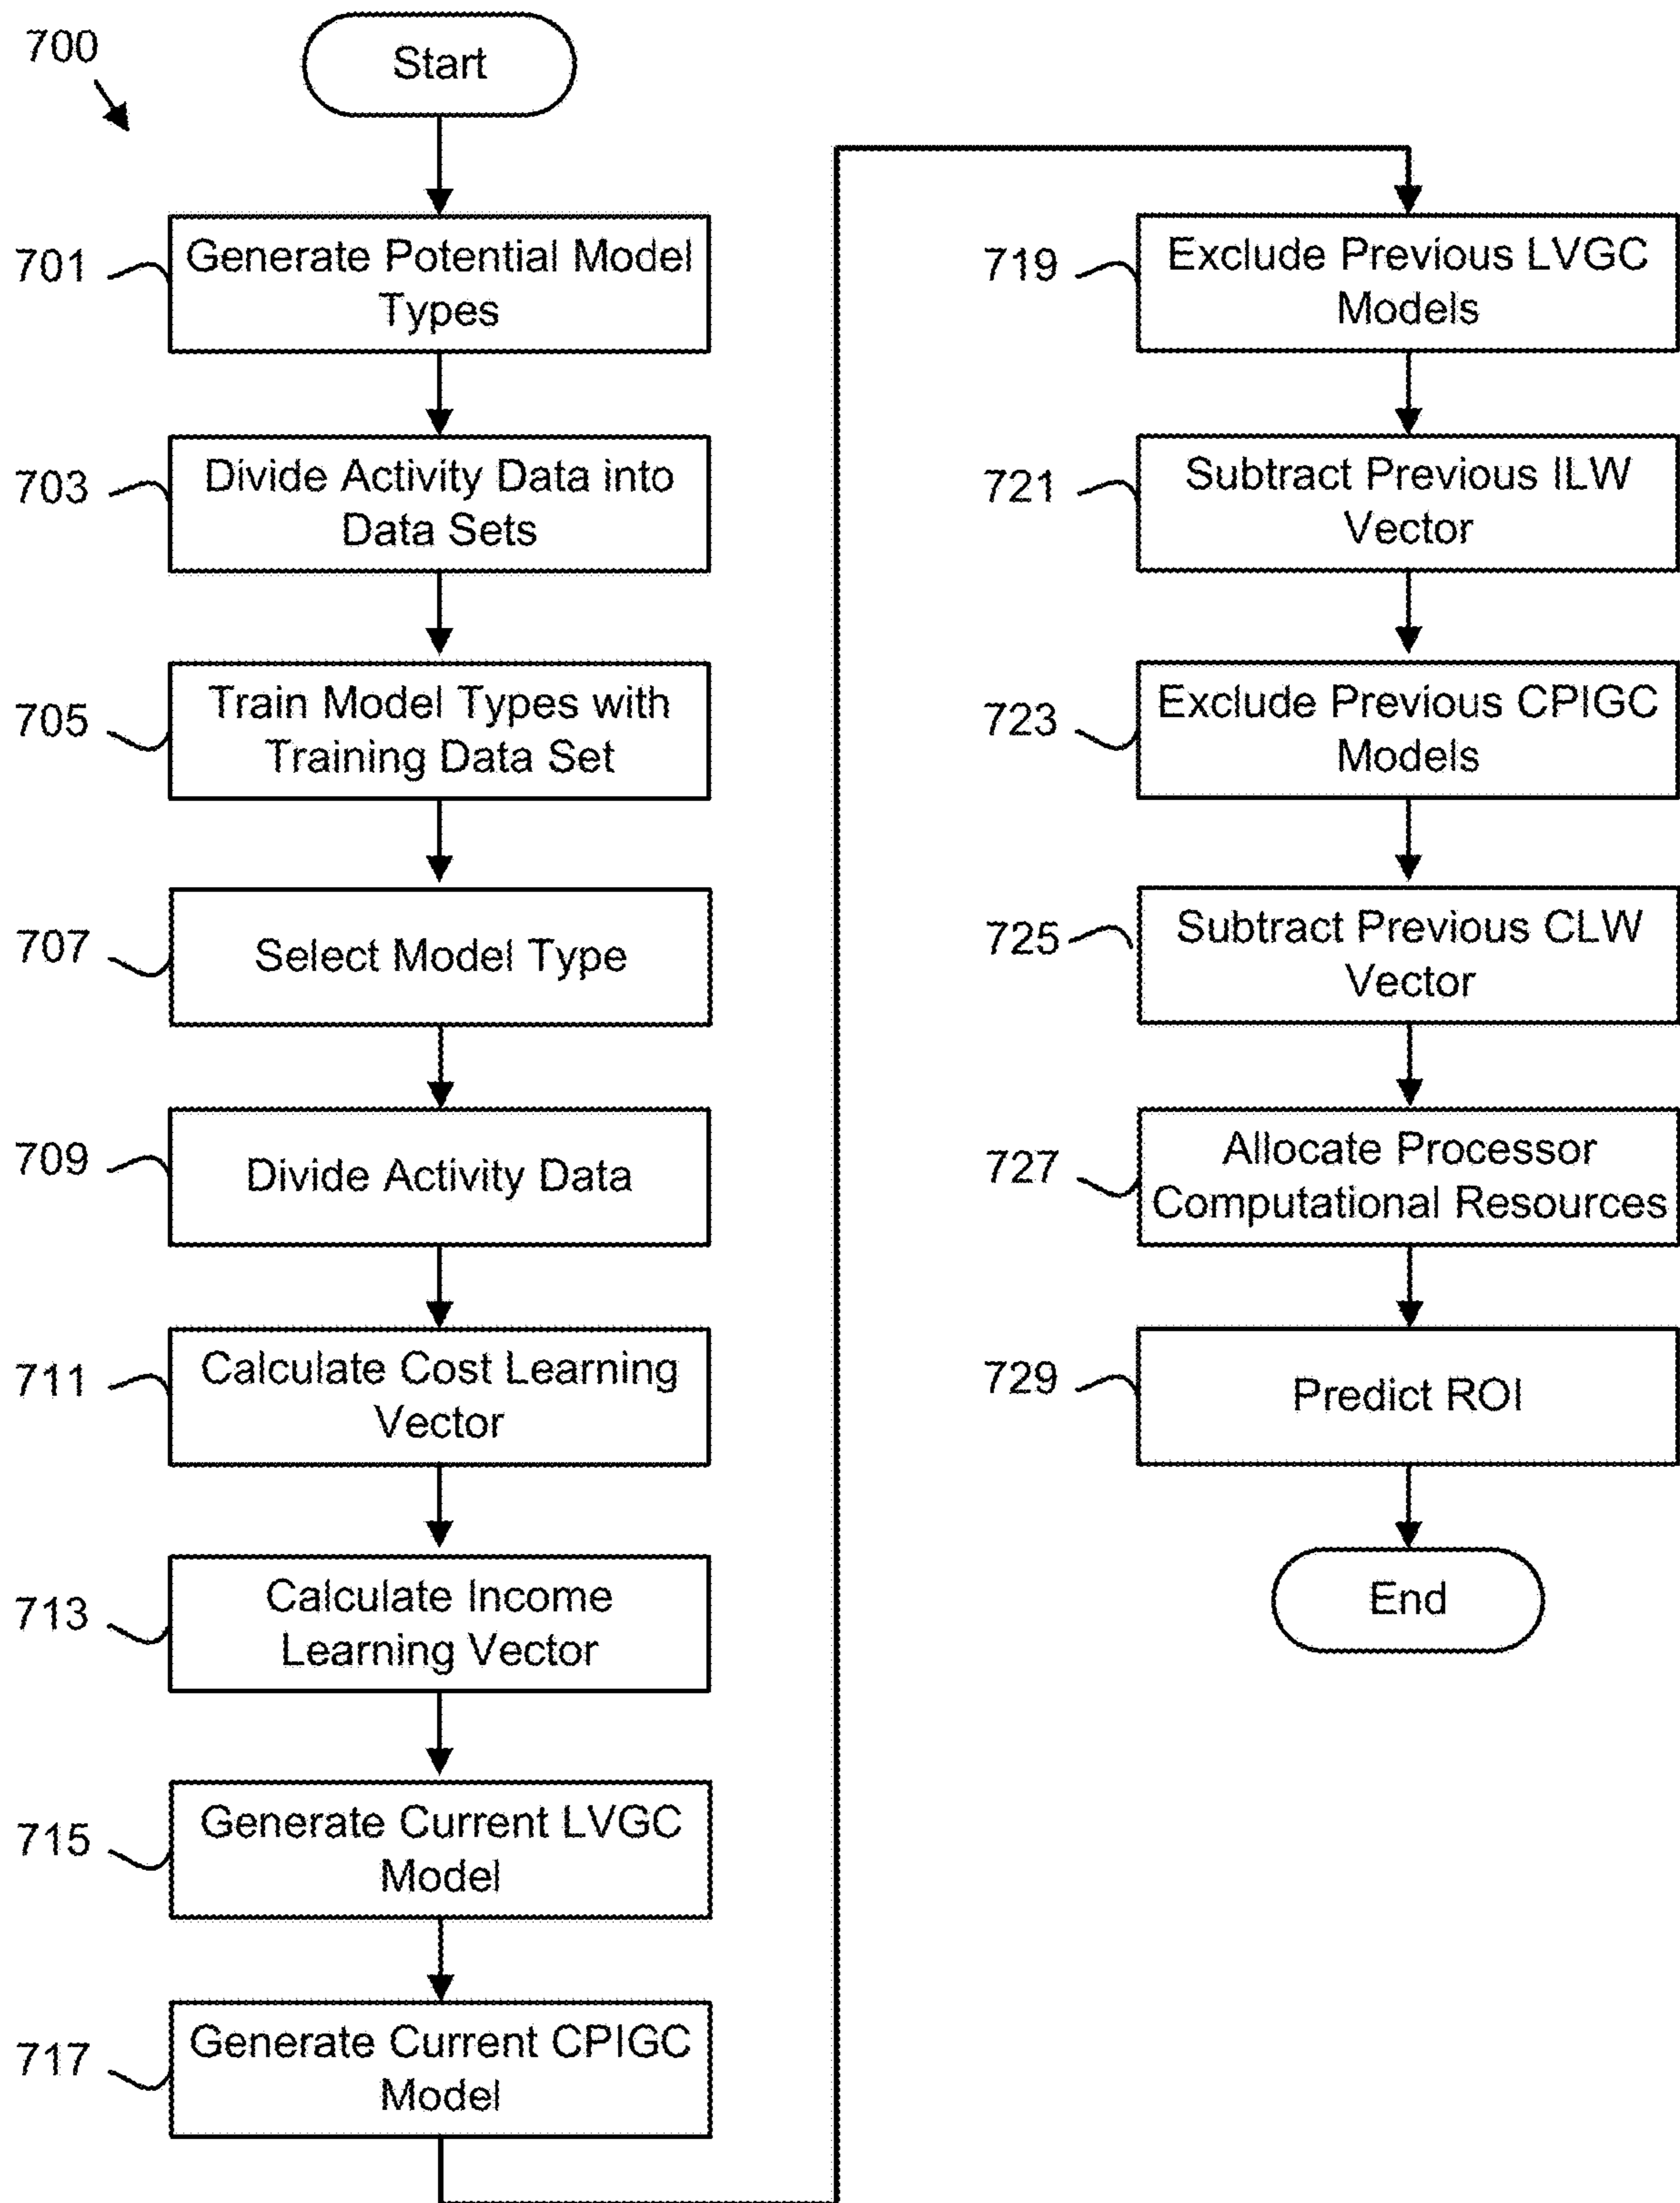 700
Start
701
Generate Potential Model
Types
703
Divide Activity Data into
Data Sets
705
Train Model Types with
Training Data Set
707
Select Model Type
709
Divide Activity Data
711
Calculate Cost Learning
Vector
713
Calculate Income
Learning Vector
715
Generate Current LVGC
Model
717
Generate Current CPIGC
Model
719
Exclude Previous LVGC
Models
721
Subtract Previous ILW
Vector
723
Exclude Previous CPIGC
Models
725
Subtract Previous CLW
Vector
727
Allocate Processor
Computational Resources
729
Predict ROI
End